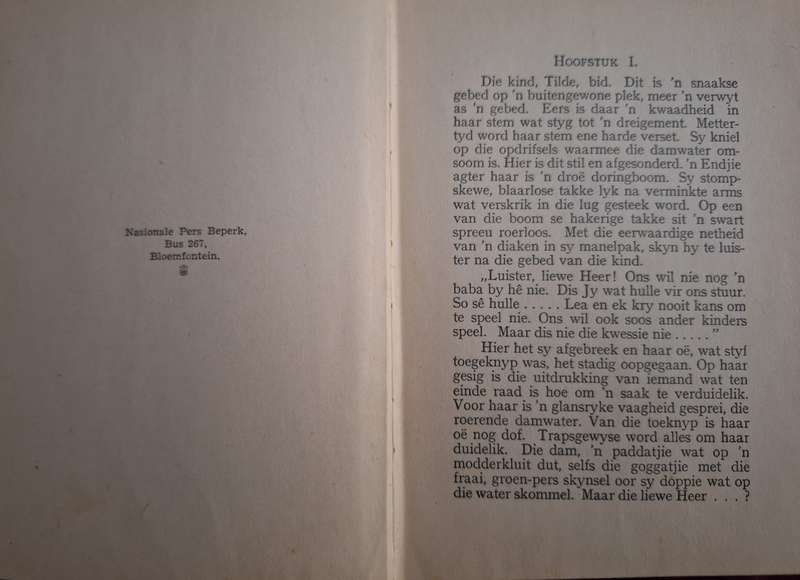 Nasionale Pers Beperk,
Bus 267,
Bloemfontein.
HOOFSTUK I.
Die kind, Tilde, bid. Dit is 'n snaakse
gebed op 'n buitengewone plek, meer 'n verwyt
as 'n gebed. Eers is daar 'n kwaadheid in
haar stem wat styg tot 'n dreigement. Metter-
tyd word haar stem ene harde verset. Sy kniel
op die opdrifsels waarmee die damwater om-
soom is. Hier is dit stil en afgesonderd. 'n Endjie
agter haar is 'n droë doringboom. Sy stomp-
skewe, blaarlose takke lyk na verminkte arms
wat verskrik in die lug gesteek word. Op een
van die boom se hakerige takke sit 'n swart
spreeu roerloos. Met die eerwaardige netheid
van 'n diaken in sy manelpak, skyn hy te luis-
ter na die gebed van die kind.
„Luister, liewe Heer! Ons wil nie nog 'n
baba by hê nie. Dis Jy wat hulle vir ons stuur.
So sê hulle . . . . . Lea en ek kry nooit kans om
te speel nie. Ons wil ook soos ander kinders
speel. Maar dis nie die kwessie nie . . . . . ”
Hier het sy afgebreek en haar oë, wat styf
toegeknyp was, het stadig oopgegaan. Op haar
gesig is die uitdrukking van iemand wat ten
einde raad is hoe om 'n saak te verduidelik.
Voor haar is 'n glansryke vaagheid gesprei, die
roerende damwater. Van die toeknyp is haar
oë nog dof. Trapsgewyse word alles om haar
duidelik. Die dam, 'n paddatjie wat op 'n
modderkluit dut, selfs die goggatjie met die
fraai, groen-pers skynsel oor sy doppie wat op
die water skommel. Maar die liewe Heer . . . ?